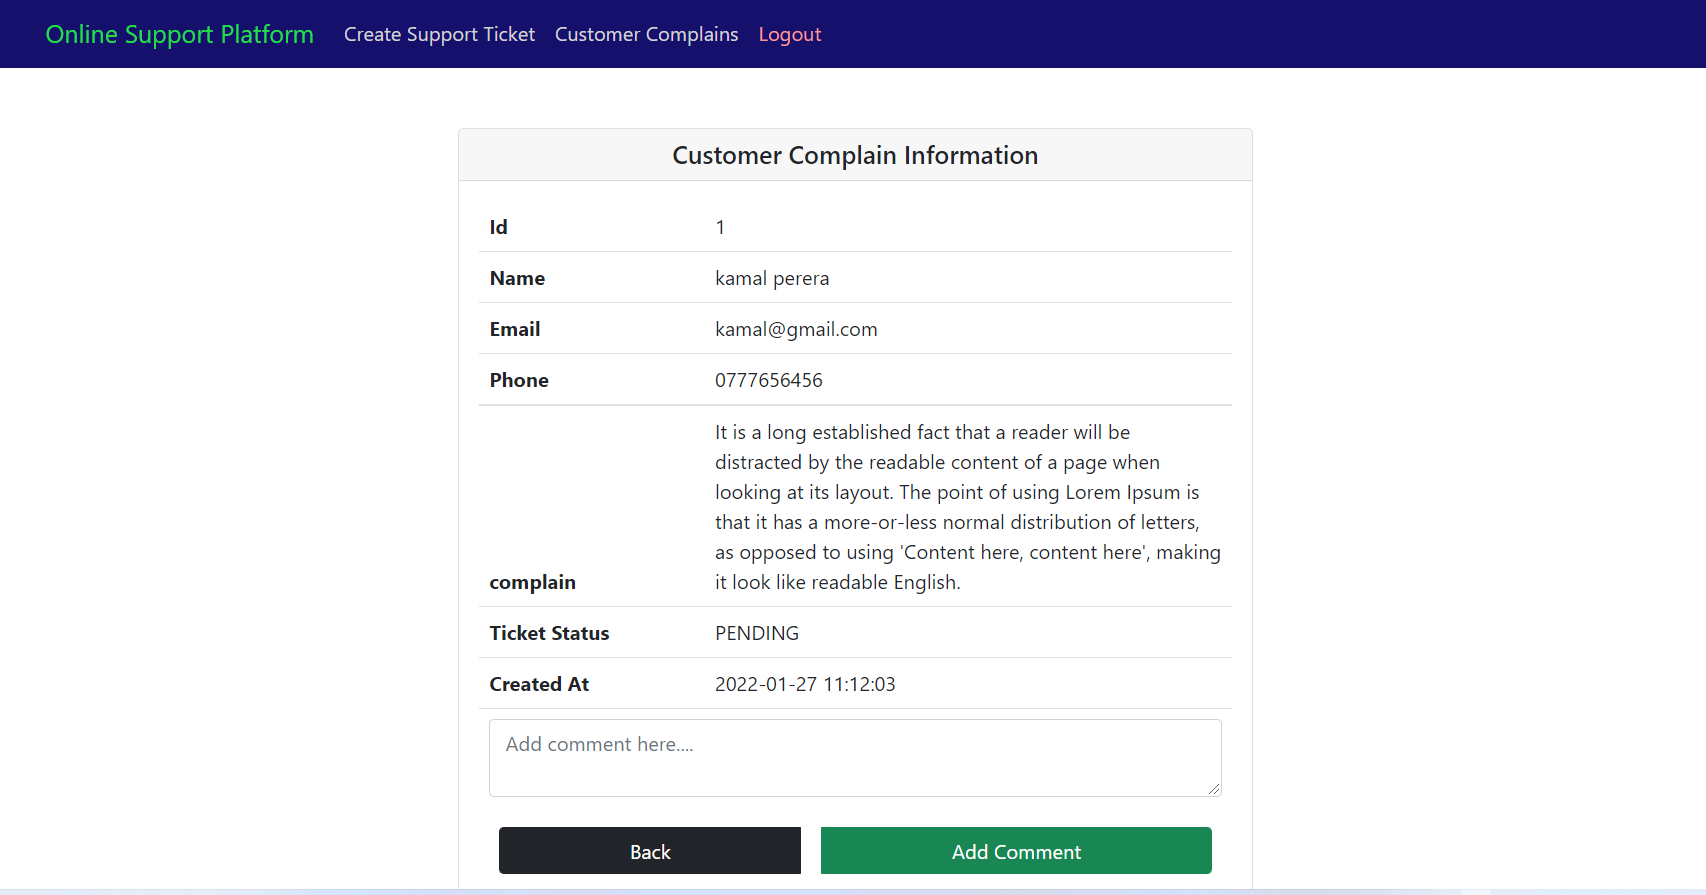 Online Support Platform Create Support Ticket Customer Complains Logout
Customer Complain Information
Id 1
Name kamal perera
Email kamal@gmail.com
Phone 0777656456
It is a long established fact that a reader will be
distracted by the readable content of a page when
looking at its layout. The point of using Lorem Ipsum is
that it has a more-or-less normal distribution of letters,
as opposed to using 'Content here, content here', making
complain it look like readable English.
Ticket Status PENDING
Created At 2022-01-27 11:12:03
Add comment here....
Back Add Comment